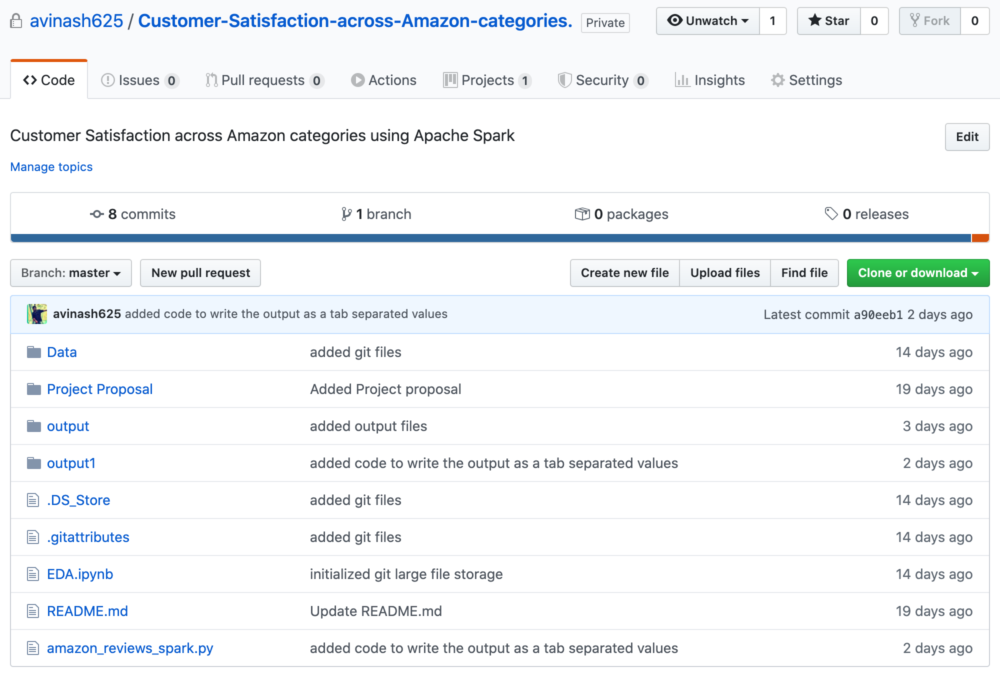 avinash625 / Customer-Satisfaction-across-Amazon-categories. Private Unwatch 1 Star 0 Fork 0
Code Issues 0 Pull requests 0 Actions Projects 1 Security 0 Insights Settings
Customer Satisfaction across Amazon categories using Apache Spark Edit
Manage topics
8 commits 1 branch 0 packages 0 releases
Branch: master New pull request Create new file Upload files Find file Clone or download
avinash625 added code to write the output as a tab separated values Latest commit a90eeb1 2 days ago
Data added git files 14 days ago
Project Proposal Added Project proposal 19 days ago
output added output files 3 days ago
output1 added code to write the output as a tab separated values 2 days ago
.DS_Store added git files 14 days ago
.gitattributes added git files 14 days ago
EDA.ipynb initialized git large file storage 14 days ago
README.md Update README.md 19 days ago
amazon_reviews_spark.py added code to write the output as a tab separated values 2 days ago